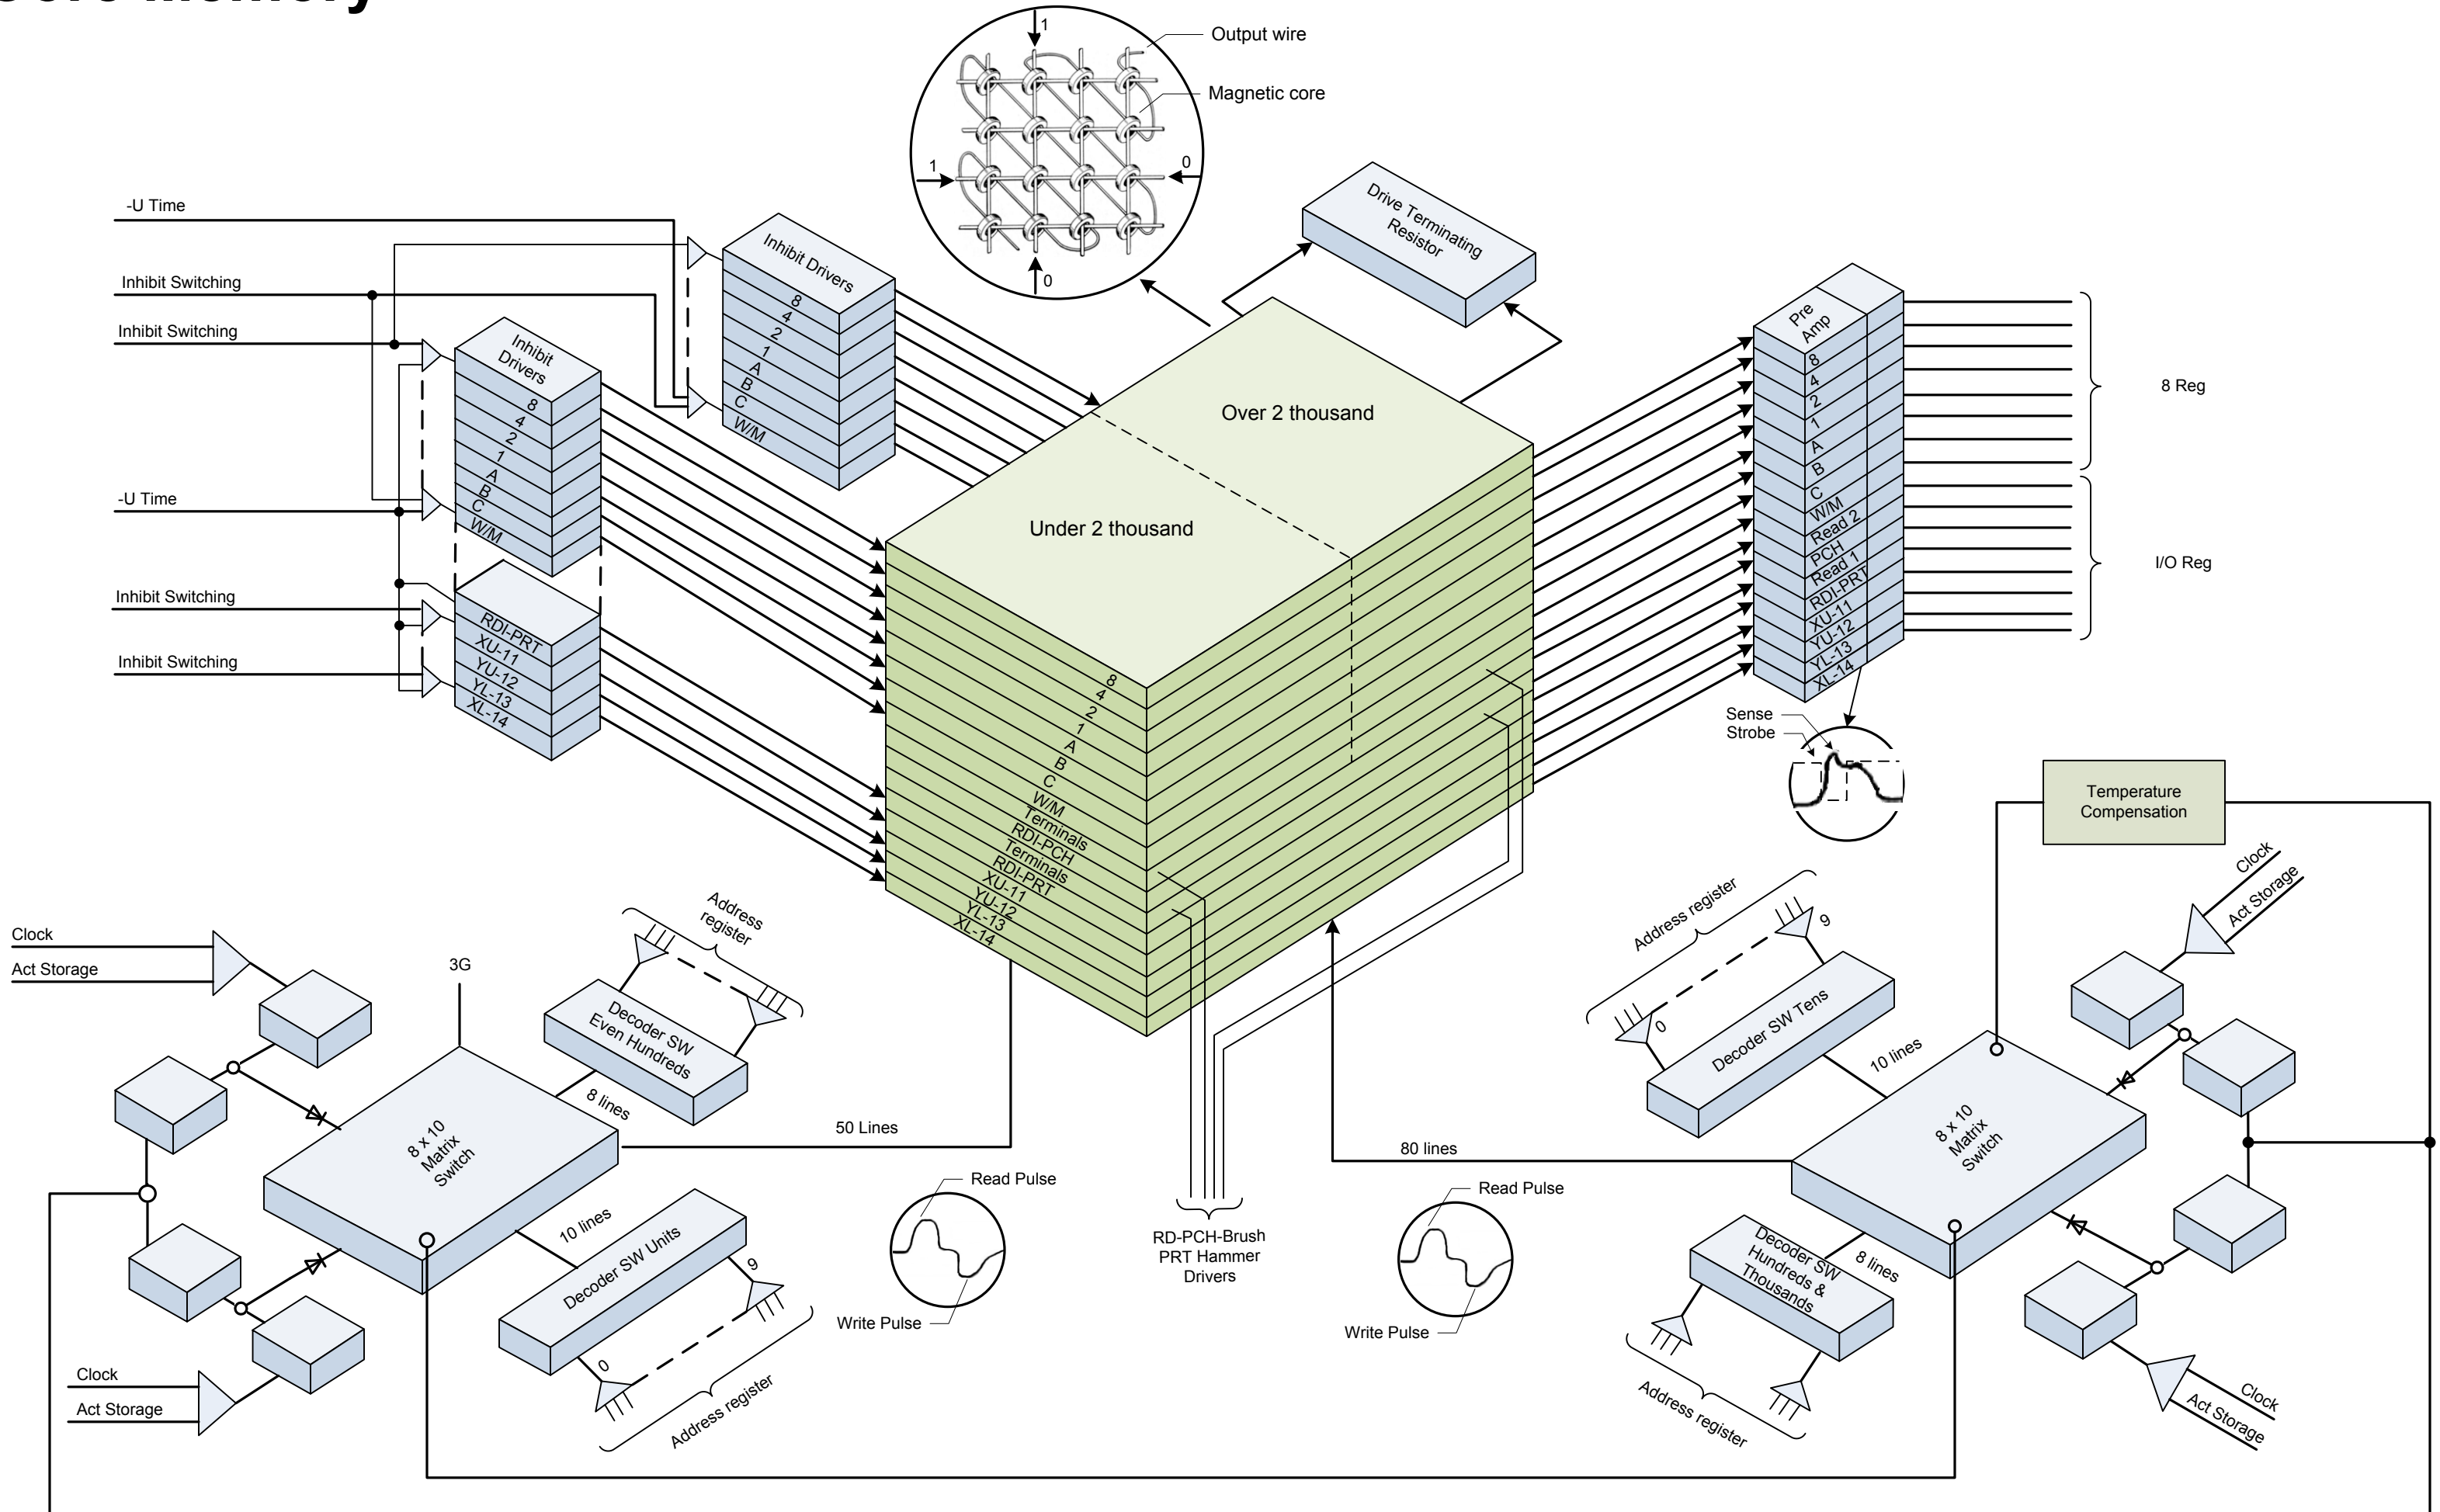 1
Output wire
Magnetic core
1
0
0
-U Time
Inhibit Switching
Inhibit Switching
-U Time
Inhibit Switching
Inhibit Switching
Inhibit Drivers
8
4
2
1
A
B
C
W/M
Inhibit
Drivers
8
4
2
1
A
B
C
W/M
RDI-PRT
XU-11
YU-12
YL-13
XL-14
Drive Terminating
Resistor
Over 2 thousand
Under 2 thousand
8
4
2
1
A
B
C
W/M
Terminals
RDI-PCH
Terminals
RDI-PRT
XU-11
YU-12
YL-13
XL-14
Pre
Amp
8
4
2
1
A
B
C
W/M
Read 2
PCH
Read 1
RDI-PRT
XU-11
YU-12
YL-13
XL-14
8 Reg
I/O Reg
Sense
Strobe
Temperature
Compensation
Clock
Act Storage
3G
Address
register
Decoder SW
Even Hundreds
8 lines
8 x 10
Matrix
Switch
50 Lines
10 lines
Decoder SW Units
9
0
Address register
Clock
Act Storage
Read Pulse
Write Pulse
RD-PCH-Brush
PRT Hammer
Drivers
Read Pulse
Write Pulse
80 lines
Address register
9
0
Decoder SW Tens
10 lines
Clock
Act Storage
8 x 10
Matrix
Switch
Decoder SW
Hundreds &
Thousands
8 lines
Address register
Clock
Act Storage